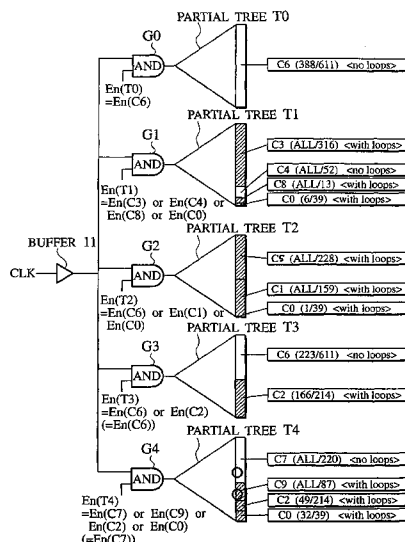 PARTIAL TREE T0
G0
AND
C6 (388/611) <no loops>
En(T0)
=En(C6)
PARTIAL TREE T1
G1
AND
C3 (ALL/316) <with loops>
C4 (ALL/52) <no loops>
C8 (ALL/13) <with loops>
C0 (6/39) <with loops>
En(T1)
=En(C3) or En(C4) or
En(C8) or En(C0)
PARTIAL TREE T2
BUFFER 11
CLK
G2
AND
C5 (ALL/228) <with loops>
C1 (ALL/159) <with loops>
C0 (1/39) <with loops>
En(T2)
=En(C6) or En(C1) or
En(C0)
PARTIAL TREE T3
G3
AND
C6 (223/611) <no loops>
C2 (166/214) <with loops>
En(T3)
=En(C6) or En(C2)
(=En(C6))
PARTIAL TREE T4
G4
AND
C7 (ALL/220) <no loops>
C9 (ALL/87) <with loops>
C2 (49/214) <with loops>
C0 (32/39) <with loops>
En(T4)
=En(C7) or En(C9) or
En(C2) or En(C0)
(=En(C7))